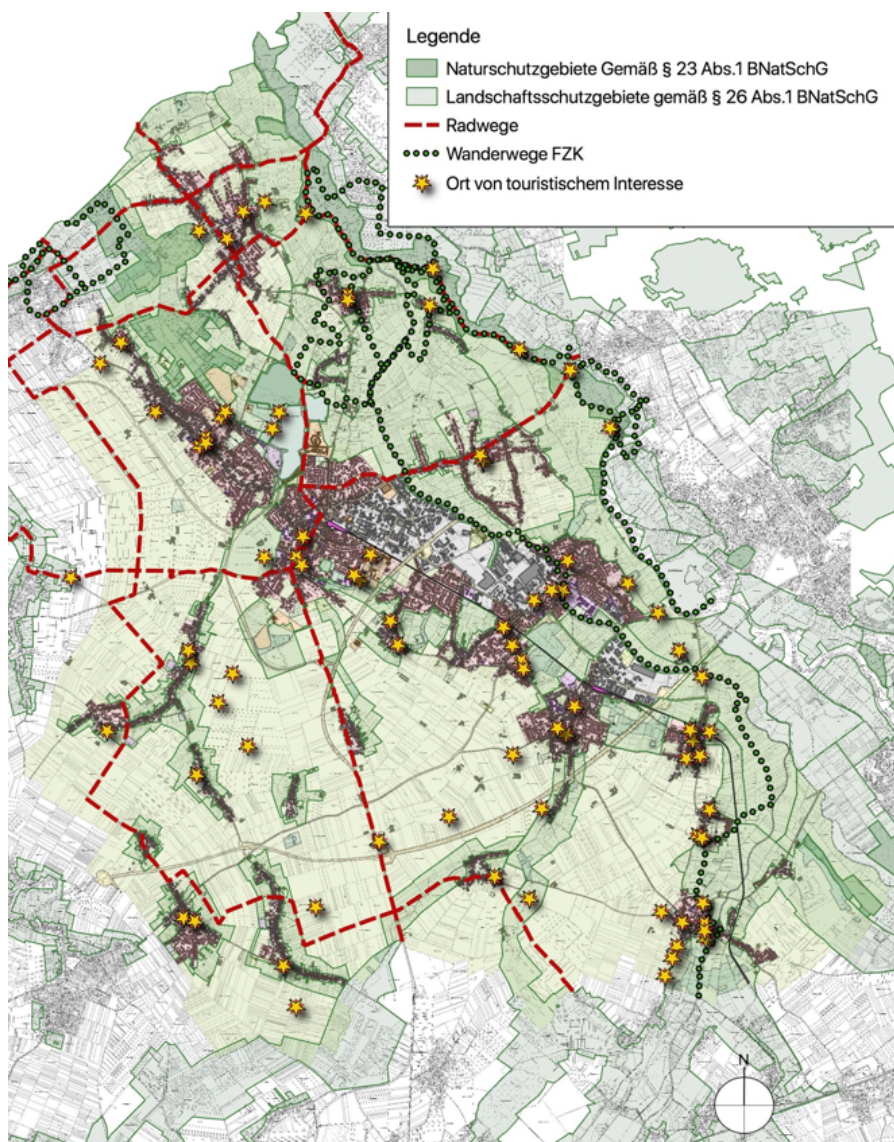 Legende
Naturschutzgebiete Gemäß § 23 Abs.1 BNatSchG
Landschaftsschutzgebiete gemäß § 26 Abs.1 BNatSchG
Radwege
Wanderwege FZK
Ort von touristischem Interesse
N